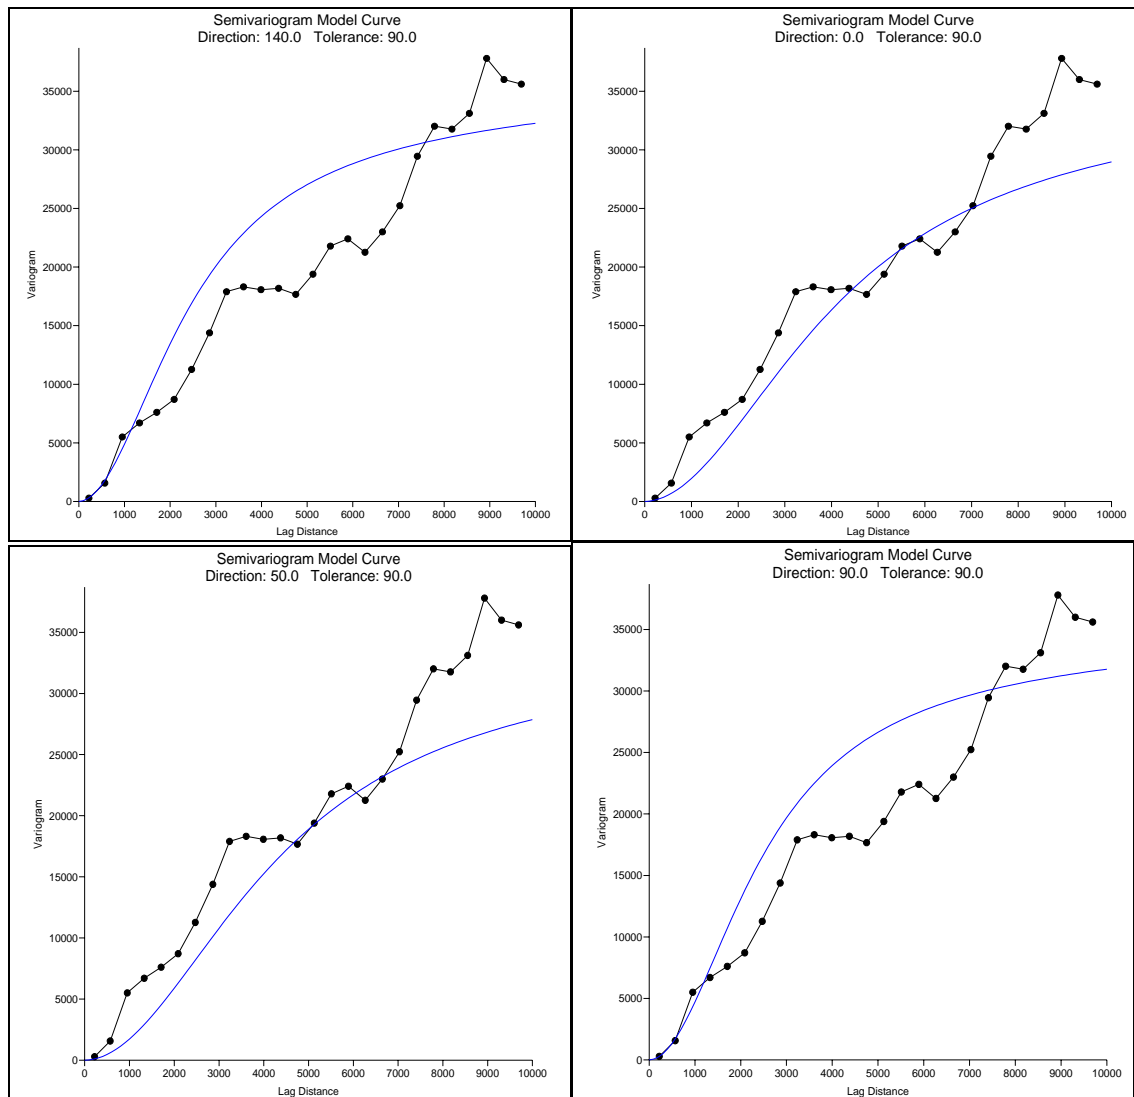 Semivariogram Model Curve
Direction: 140.0 Tolerance: 90.0
35000
30000
25000
20000
15000
10000
5000
0
Variogram
0 1000 2000 3000 4000 5000 6000 7000 8000 9000 10000
Lag Distance
Semivariogram Model Curve
Direction: 0.0 Tolerance: 90.0
35000
30000
25000
20000
15000
10000
5000
0
Variogram
0 1000 2000 3000 4000 5000 6000 7000 8000 9000 10000
Lag Distance
Semivariogram Model Curve
Direction: 50.0 Tolerance: 90.0
35000
30000
25000
20000
15000
10000
5000
0
Variogram
0 1000 2000 3000 4000 5000 6000 7000 8000 9000 10000
Lag Distance
Semivariogram Model Curve
Direction: 90.0 Tolerance: 90.0
35000
30000
25000
20000
15000
10000
5000
0
Variogram
0 1000 2000 3000 4000 5000 6000 7000 8000 9000 10000
Lag Distance